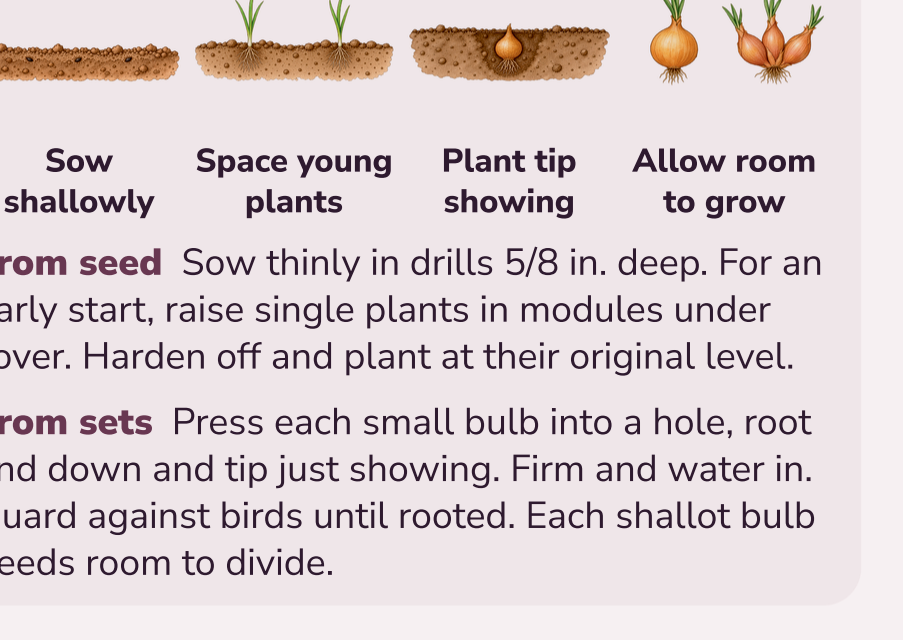 Sow shallowly
Space young plants
Plant tip showing
Allow room to grow
rom seed Sow thinly in drills 5/8 in. deep. For an
arly start, raise single plants in modules under
over. Harden off and plant at their original level.
rom sets Press each small bulb into a hole, root
nd down and tip just showing. Firm and water in.
uard against birds until rooted. Each shallot bulb
eeds room to divide.